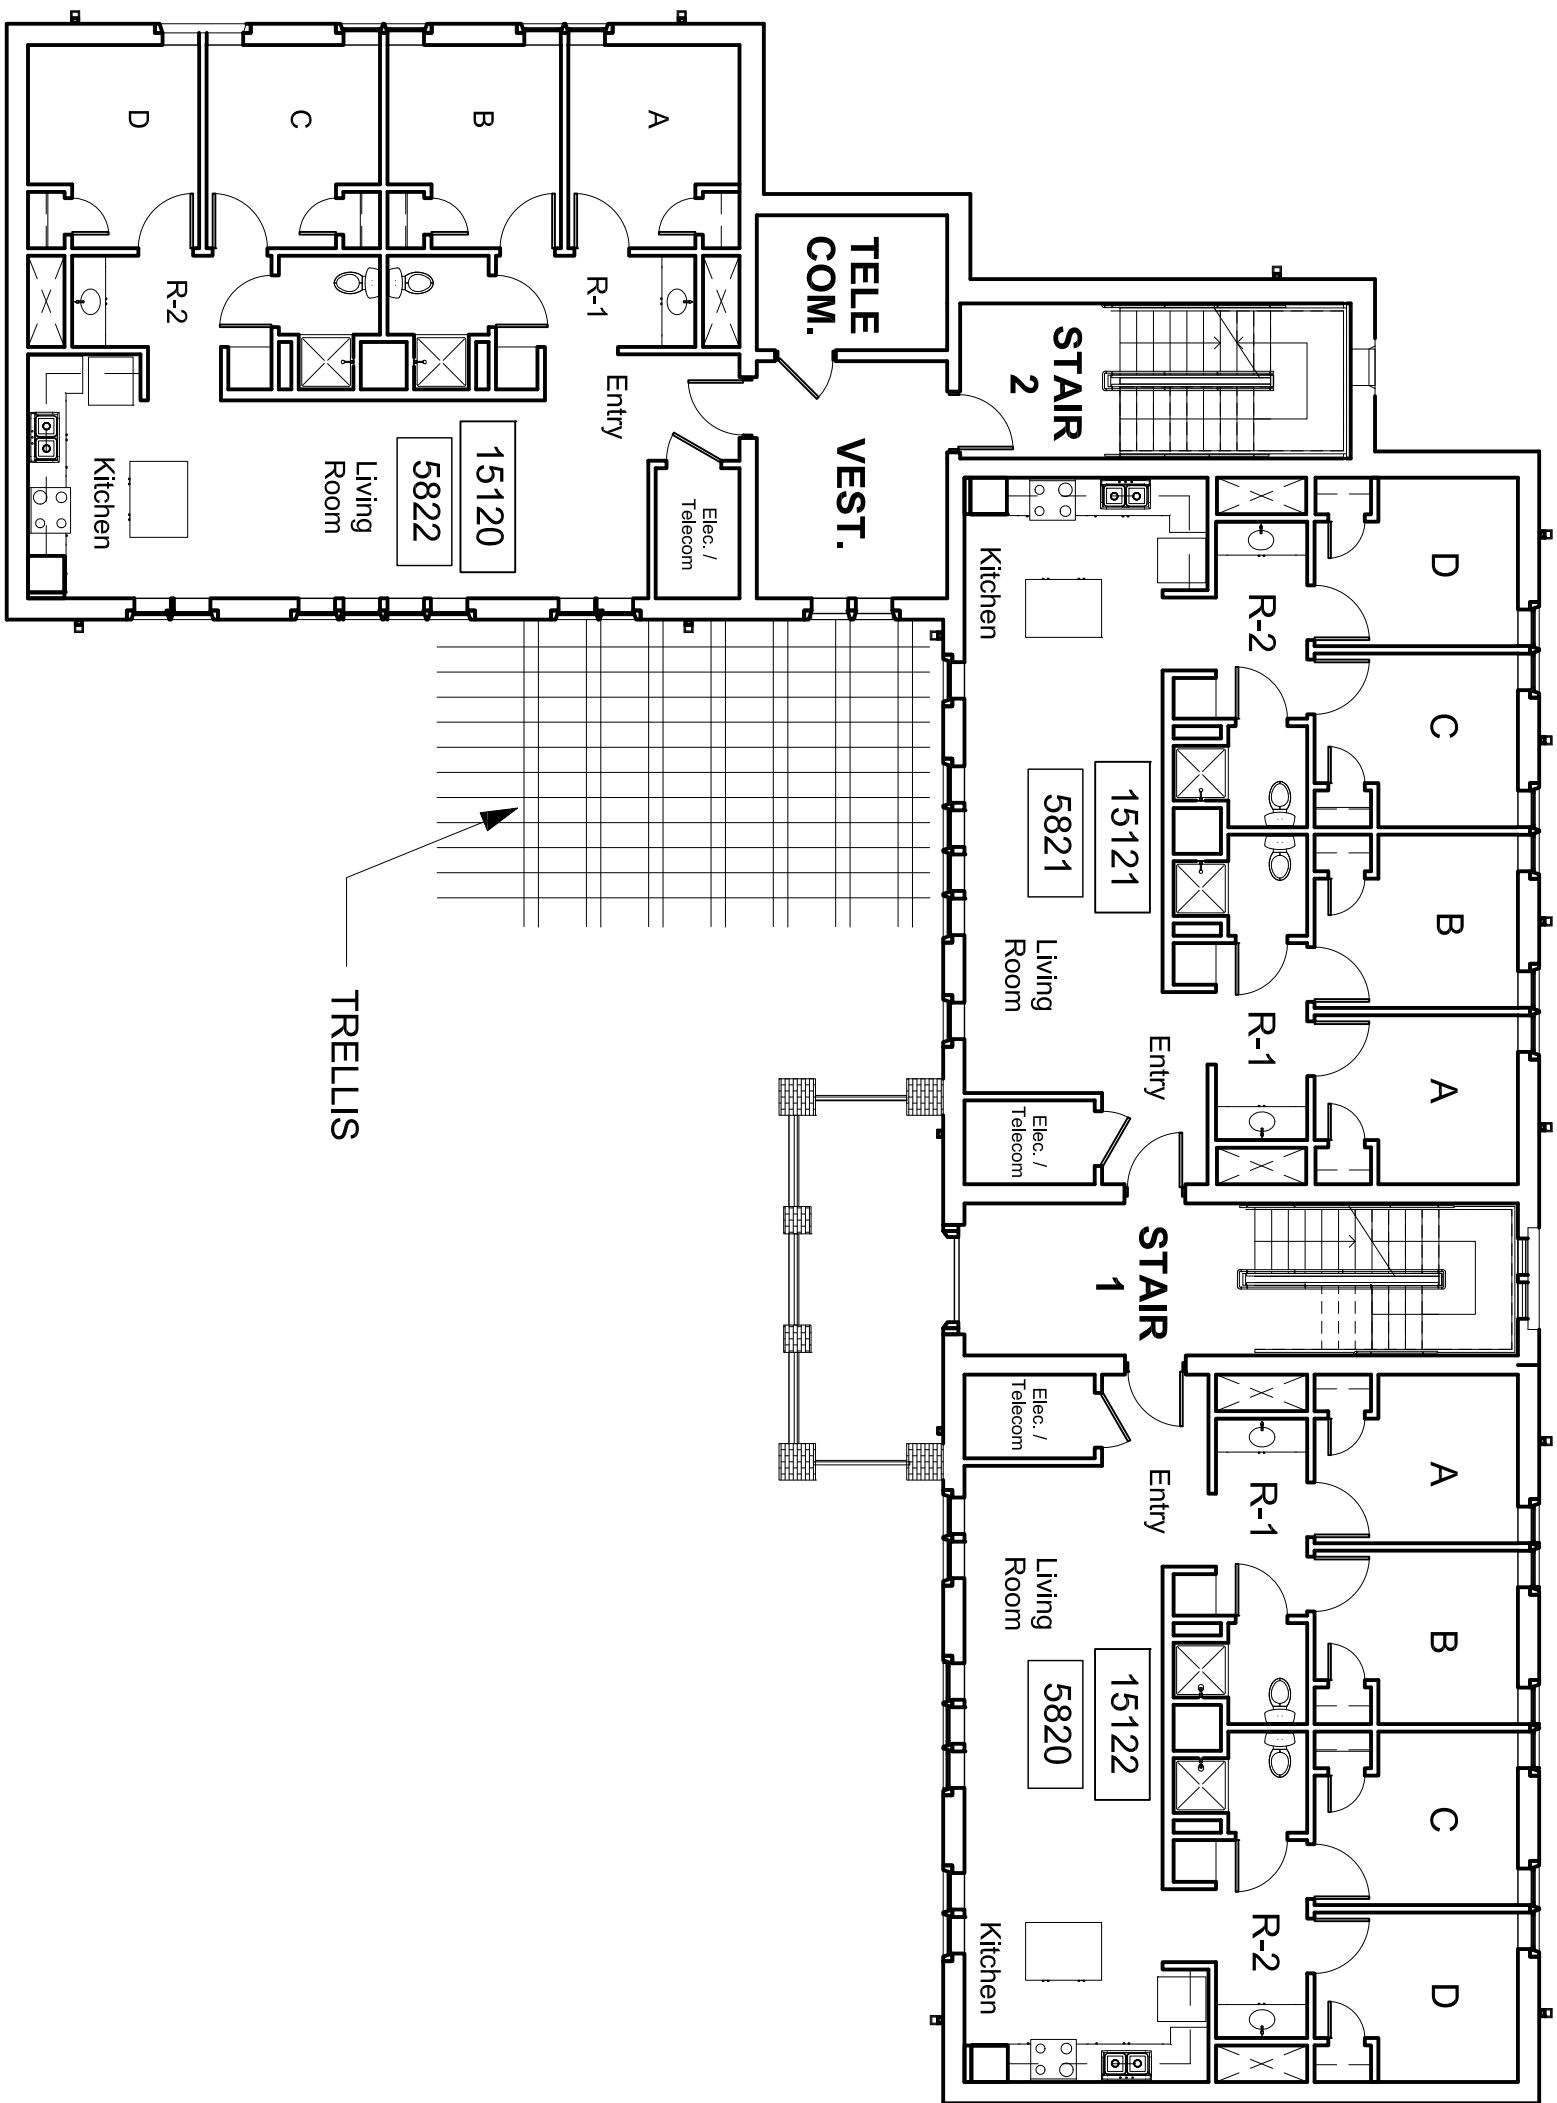 D
C
B
A
R-2
R-1
Entry
Kitchen
Living
Room
15120
5822
Elec. /
Telecom
TELE
COM.
VEST.
STAIR
2
TRELLIS
D
C
B
A
R-2
R-1
Kitchen
15121
5821
Living
Room
Entry
Elec. /
Telecom
STAIR
1
A
B
C
D
R-1
R-2
Elec. /
Telecom
Entry
Living
Room
15122
5820
Kitchen